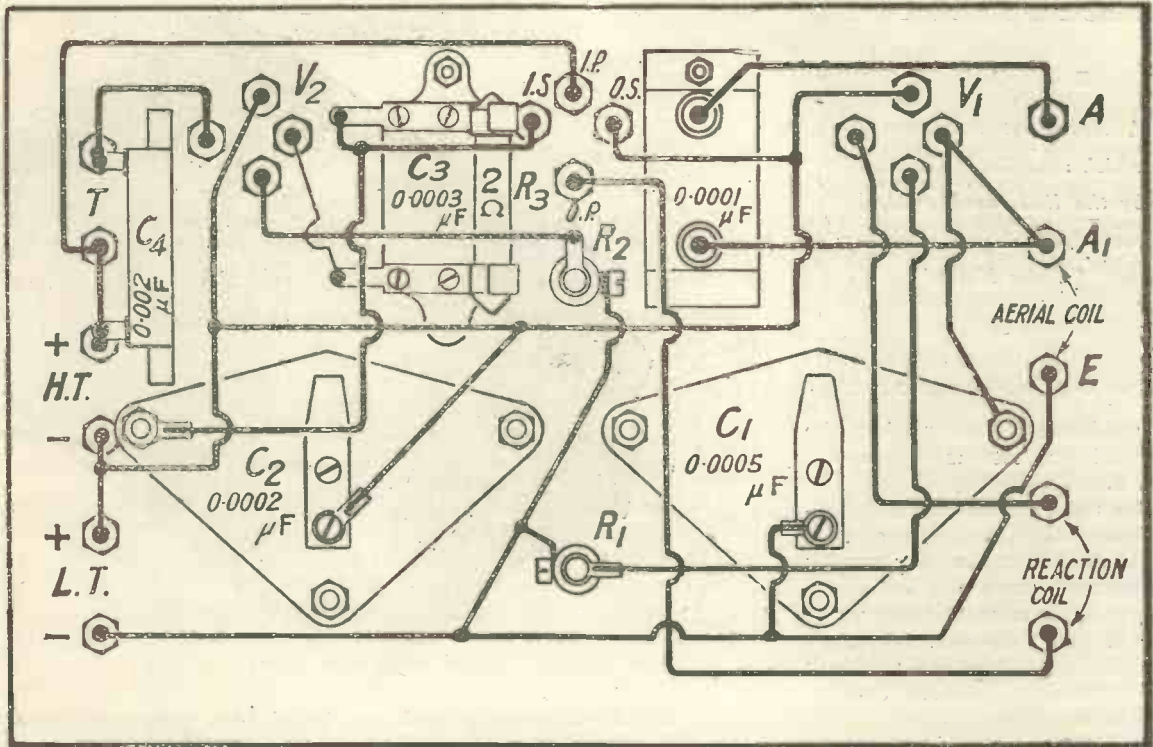 V2
I.S
I.P.
O.S.
V1
A
T
C4
0.002
μF
C3
0.0003
μF
2
Ω
R3
O.P.
R2
0.0001
μF
A1
AERIAL COIL
+
H.T.
-
E
C2
0.0002
μF
C1
0.0005
μF
+
L.T.
-
R1
REACTION
COIL